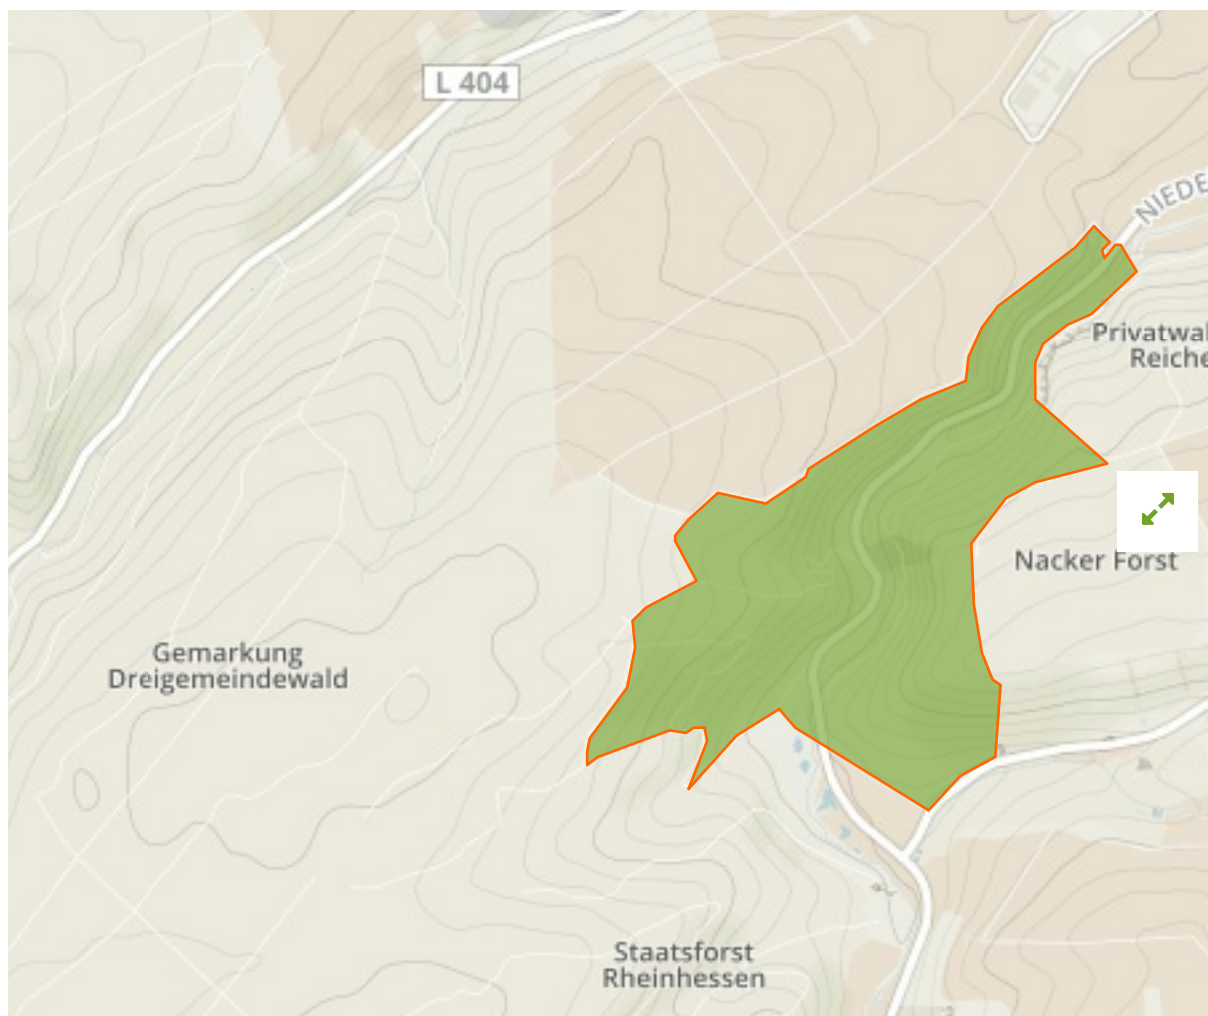 L 404
NIEDE
Privatwal
Reiche
Nacker Forst
Gemarkung
Dreigemeindewald
Staatsforst
Rheinhessen